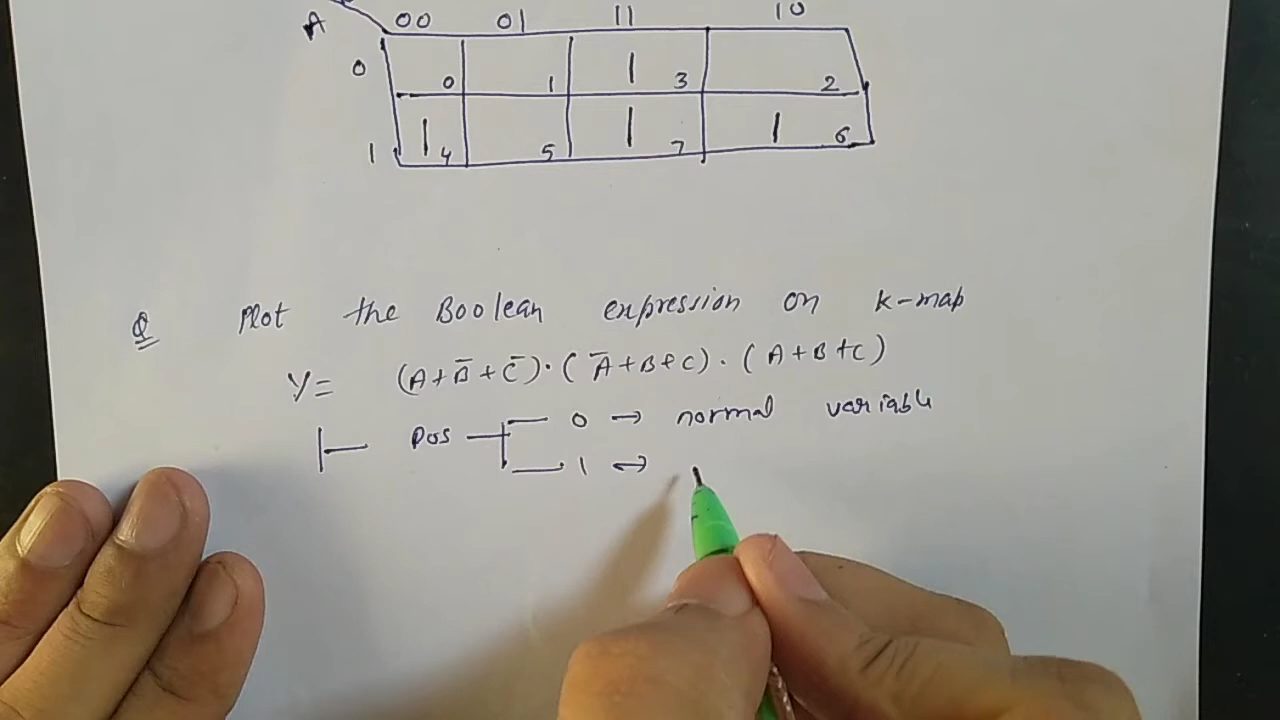 A 00 01 11 10
0 0 1 1 3 2
1 1 4 5 1 7 1 6
Q Plot the Boolean expression on k-map
Y= (A+B̅+C̅)·(A̅+B+C)·(A+B+C)
POS 0 → normal variable
1 →